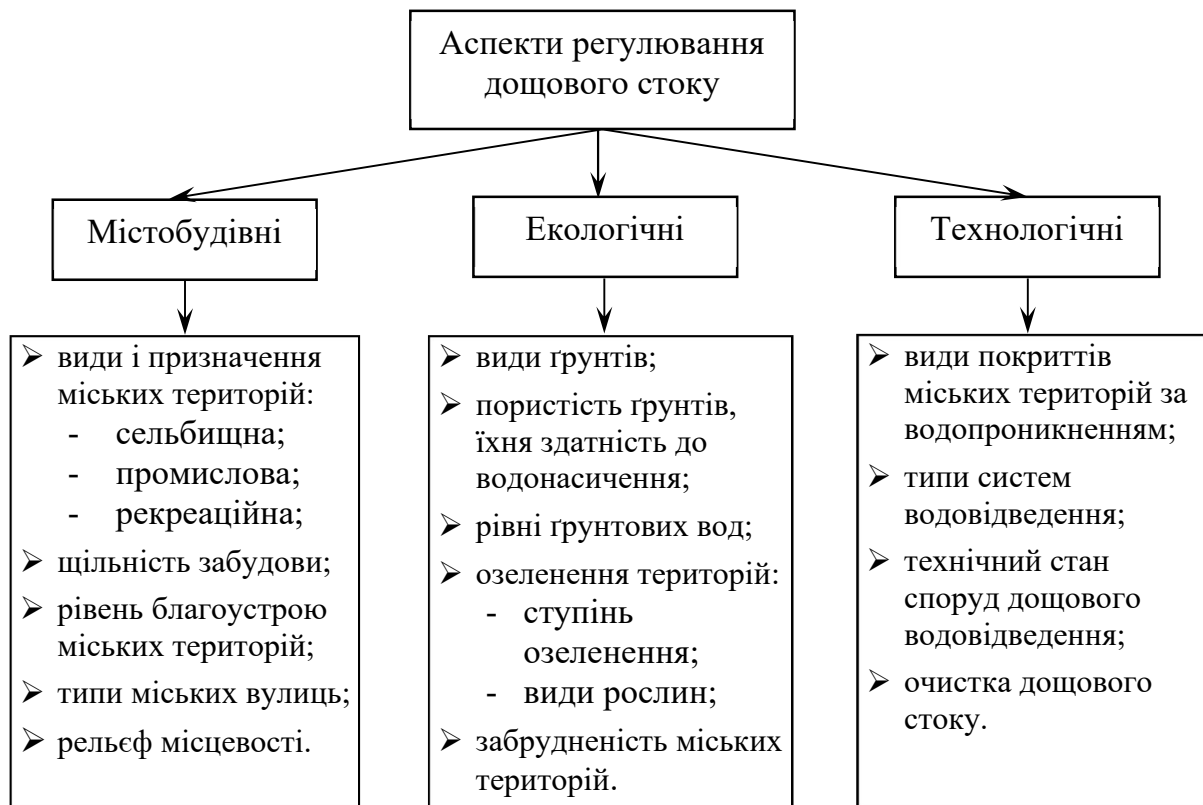 Аспекти регулювання
дощового стоку
Містобудівні
➢ види і призначення
міських територій:
- сельбищна;
- промислова;
- рекреаційна;
➢ щільність забудови;
➢ рівень благоустрою
міських територій;
➢ типи міських вулиць;
➢ рельєф місцевості.
Екологічні
➢ види ґрунтів;
➢ пористість ґрунтів,
їхня здатність до
водонасичення;
➢ рівні ґрунтових вод;
➢ озеленення територій:
- ступінь
озеленення;
- види рослин;
➢ забрудненість міських
територій.
Технологічні
➢ види покриттів
міських територій за
водопроникненням;
➢ типи систем
водовідведення;
➢ технічний стан
споруд дощового
водовідведення;
➢ очистка дощового
стоку.